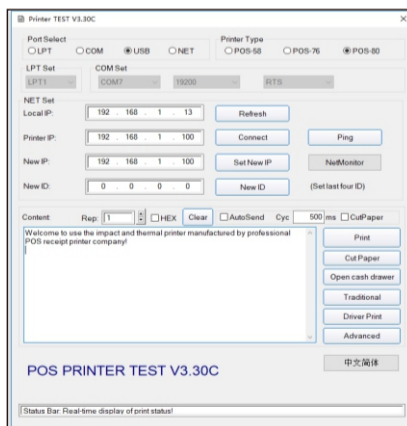 Printer TEST V3.30C
Port Select
Printer Type
LPT
COM
USB
NET
POS-58
POS-76
POS-80
LPT Set
COM Set
LPT1
COM7
19200
RTS
NET Set
Local IP:
192 . 168 . 1 . 13
Refresh
Printer IP:
192 . 168 . 1 . 100
Connect
Ping
New IP:
192 . 168 . 1 . 100
Set New IP
NetMonitor
New ID:
0 . 0 . 0 . 0
New ID
(Set last four ID)
Content:
Rep:
1
HEX
Clear
AutoSend
Cyc
500
ms
CutPaper
Welcome to use the impact and thermal printer manufactured by professional
POS receipt printer company!
Print
Cut Paper
Open cash drawer
Traditional
Driver Print
Advanced
中文简体
POS PRINTER TEST V3.30C
Status Bar: Real-time display of print status!